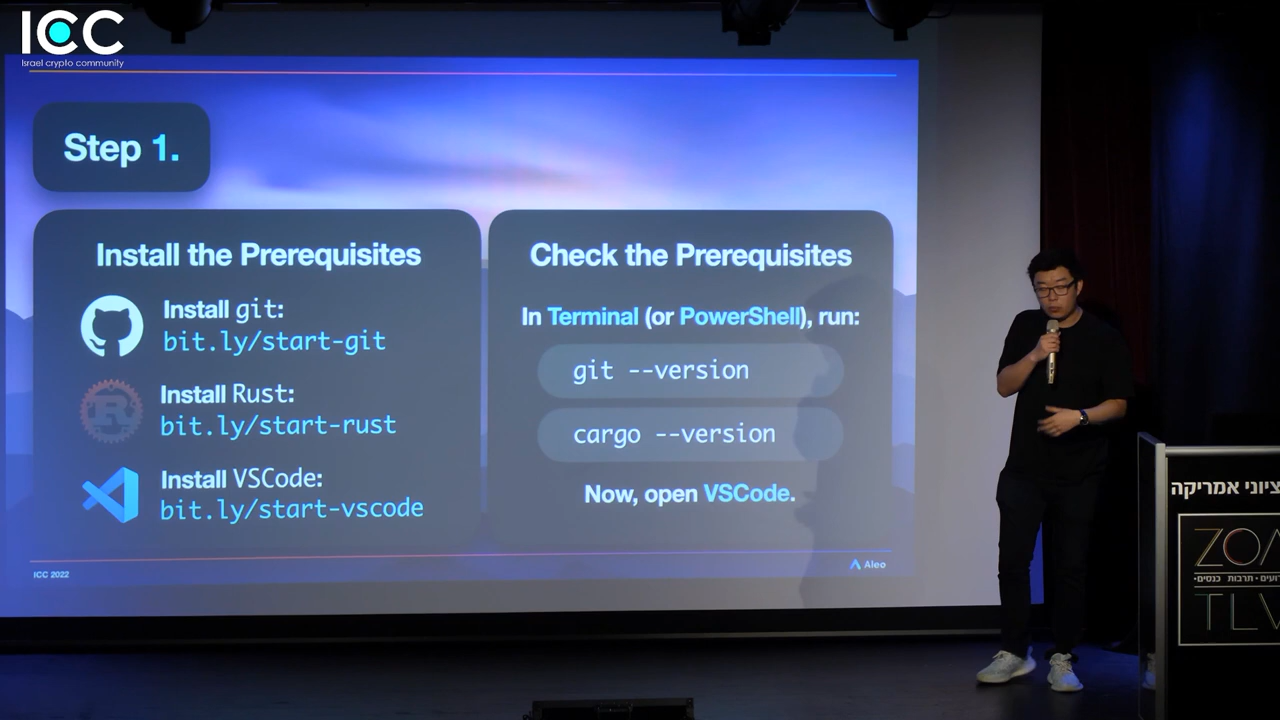 ICC
Israel crypto community
Step 1.
Install the Prerequisites
Install git:
bit.ly/start-git
Install Rust:
bit.ly/start-rust
Install VSCode:
bit.ly/start-vscode
Check the Prerequisites
In Terminal (or PowerShell), run:
git --version
cargo --version
Now, open VSCode.
ICC 2022
Aleo
ציוני אמריקה
ZOA
תרבות • כנסים•
TLV